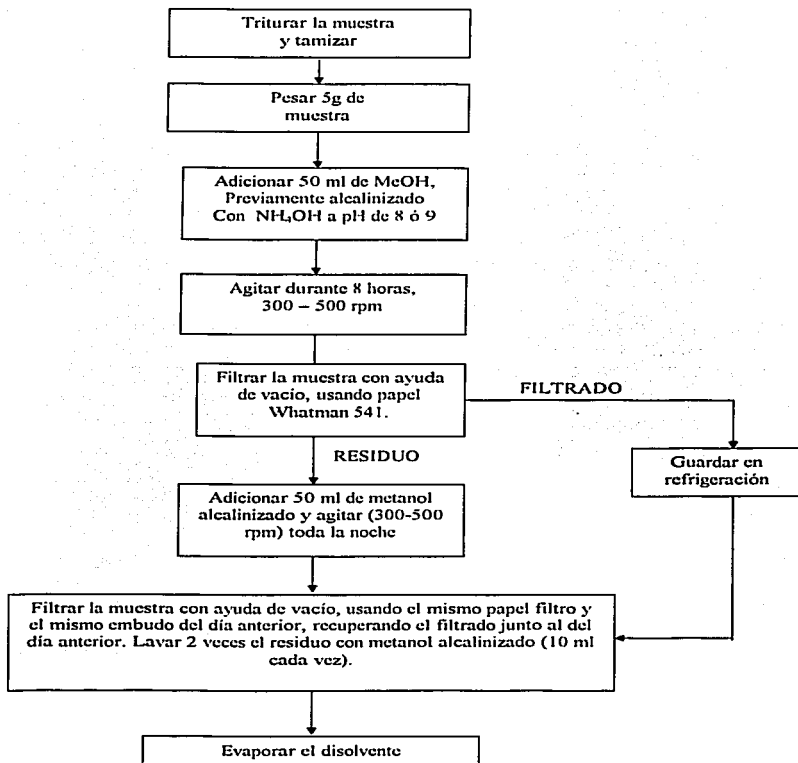 Triturar la muestra
y tamizar
Pesar 5g de
muestra
Adicionar 50 ml de MeOH,
Previamente alcalinizado
Con NH₄OH a pH de 8 ó 9
Agitar durante 8 horas,
300 – 500 rpm
Filtrar la muestra con ayuda
de vacío, usando papel
Whatman 541.
FILTRADO
RESIDUO
Guardar en
refrigeración
Adicionar 50 ml de metanol
alcalinizado y agitar (300-500
rpm) toda la noche
Filtrar la muestra con ayuda de vacío, usando el mismo papel filtro y
el mismo embudo del día anterior, recuperando el filtrado junto al del
día anterior. Lavar 2 veces el residuo con metanol alcalinizado (10 ml
cada vez).
Evaporar el disolvente